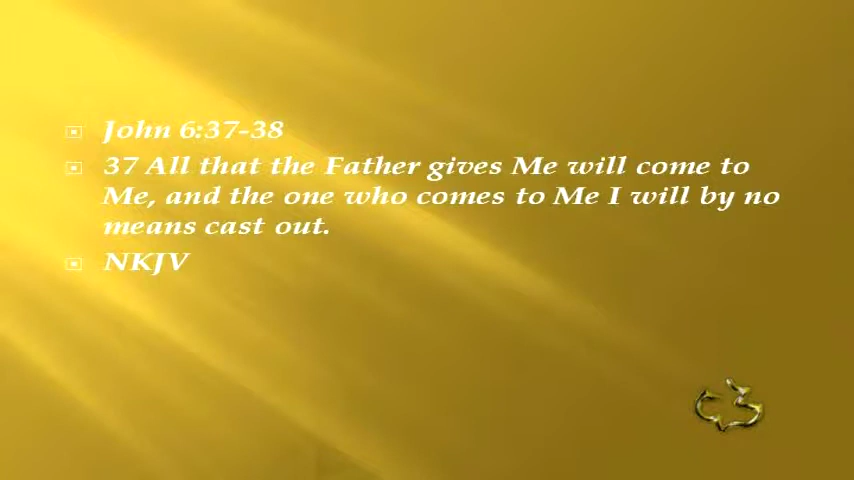 John 6:37-38
37 All that the Father gives Me will come to
Me, and the one who comes to Me I will by no
means cast out.
NKJV